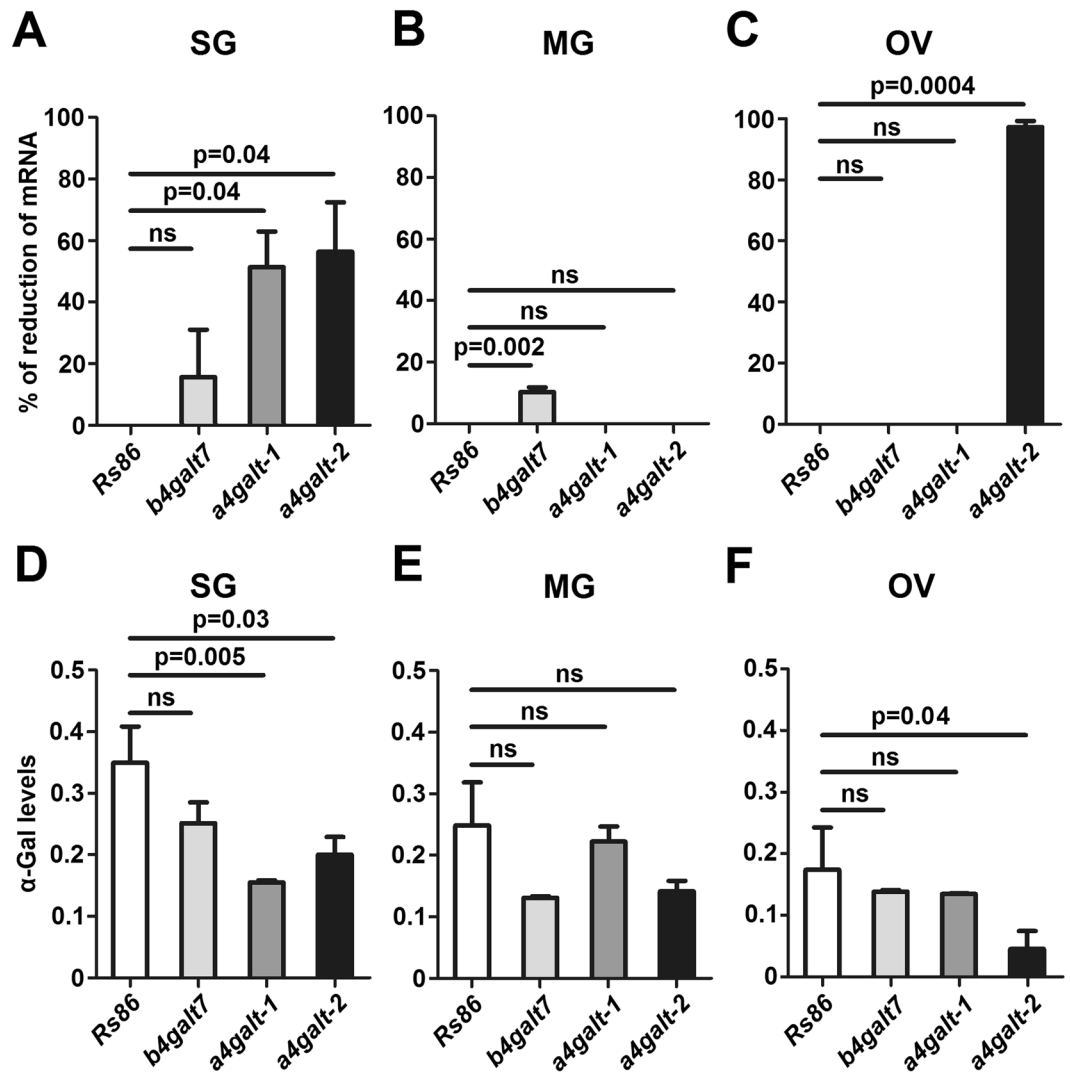 A
SG
B
MG
C
OV
% of reduction of mRNA
100
80
60
40
20
0
p=0.04
p=0.04
ns
Rs86
b4galt7
a4galt-1
a4galt-2
100
80
60
40
20
0
ns
ns
p=0.002
Rs86
b4galt7
a4galt-1
a4galt-2
100
80
60
40
20
0
p=0.0004
ns
ns
Rs86
b4galt7
a4galt-1
a4galt-2
D
SG
E
MG
F
OV
α-Gal levels
0.5
0.4
0.3
0.2
0.1
0
p=0.03
p=0.005
ns
Rs86
b4galt7
a4galt-1
a4galt-2
0.5
0.4
0.3
0.2
0.1
0
ns
ns
ns
Rs86
b4galt7
a4galt-1
a4galt-2
0.5
0.4
0.3
0.2
0.1
0
p=0.04
ns
ns
Rs86
b4galt7
a4galt-1
a4galt-2